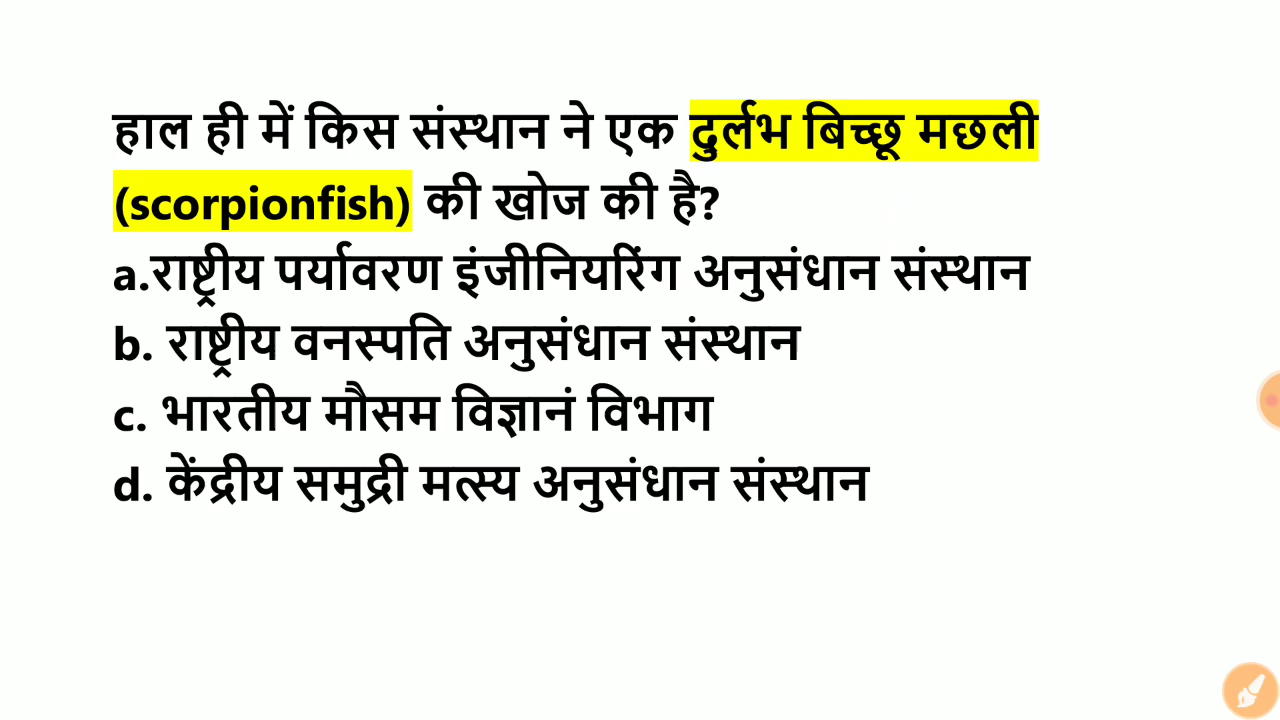 हाल ही में किस संस्थान ने एक दुर्लभ बिच्छू मछली
(scorpionfish) की खोज की है?
a.राष्ट्रीय पर्यावरण इंजीनियरिंग अनुसंधान संस्थान
b. राष्ट्रीय वनस्पति अनुसंधान संस्थान
c. भारतीय मौसम विज्ञानं विभाग
d. केंद्रीय समुद्री मत्स्य अनुसंधान संस्थान